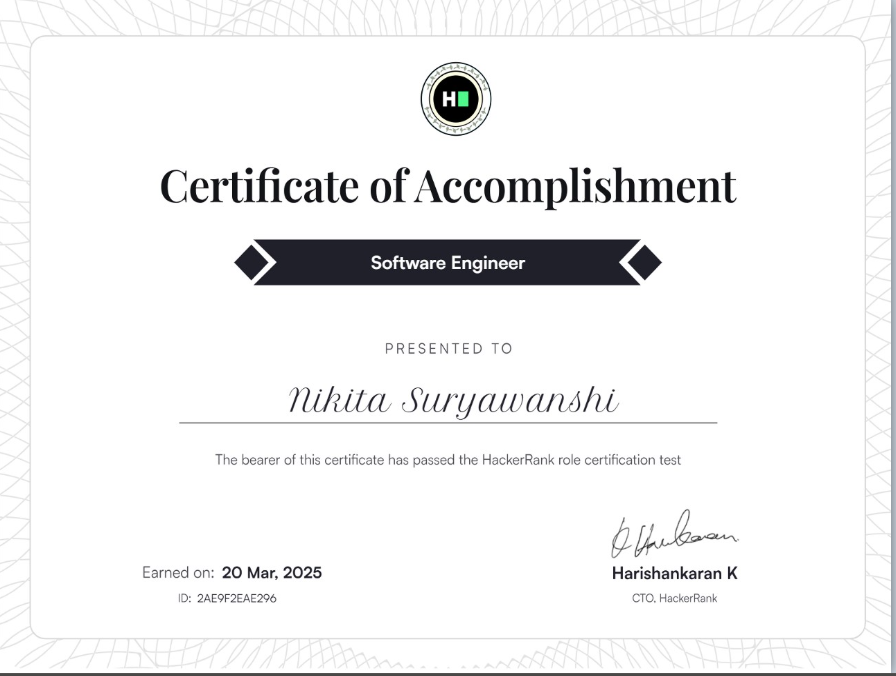 H
Certificate of Accomplishment
Software Engineer
PRESENTED TO
Nikita Suryawanshi
The bearer of this certificate has passed the HackerRank role certification test
Earned on: 20 Mar, 2025
ID: 2AE9F2EAE296
Harishankaran K
CTO, HackerRank